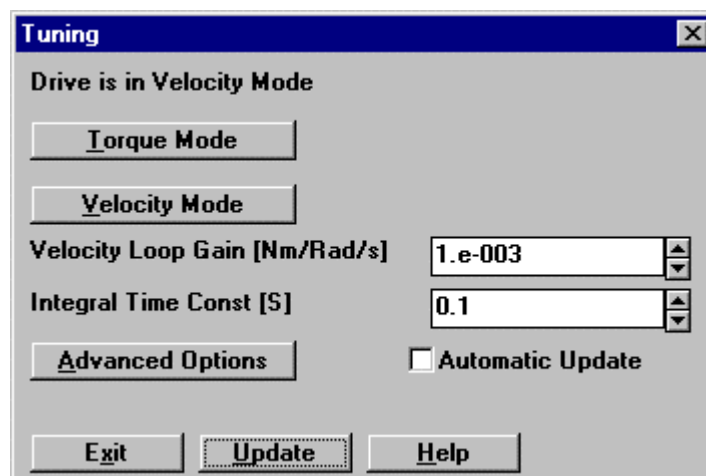 Tuning
Drive is in Velocity Mode
Torque Mode
Velocity Mode
Velocity Loop Gain [Nm/Rad/s] 1.e-003
Integral Time Const [S] 0.1
Advanced Options Automatic Update
Exit Update Help